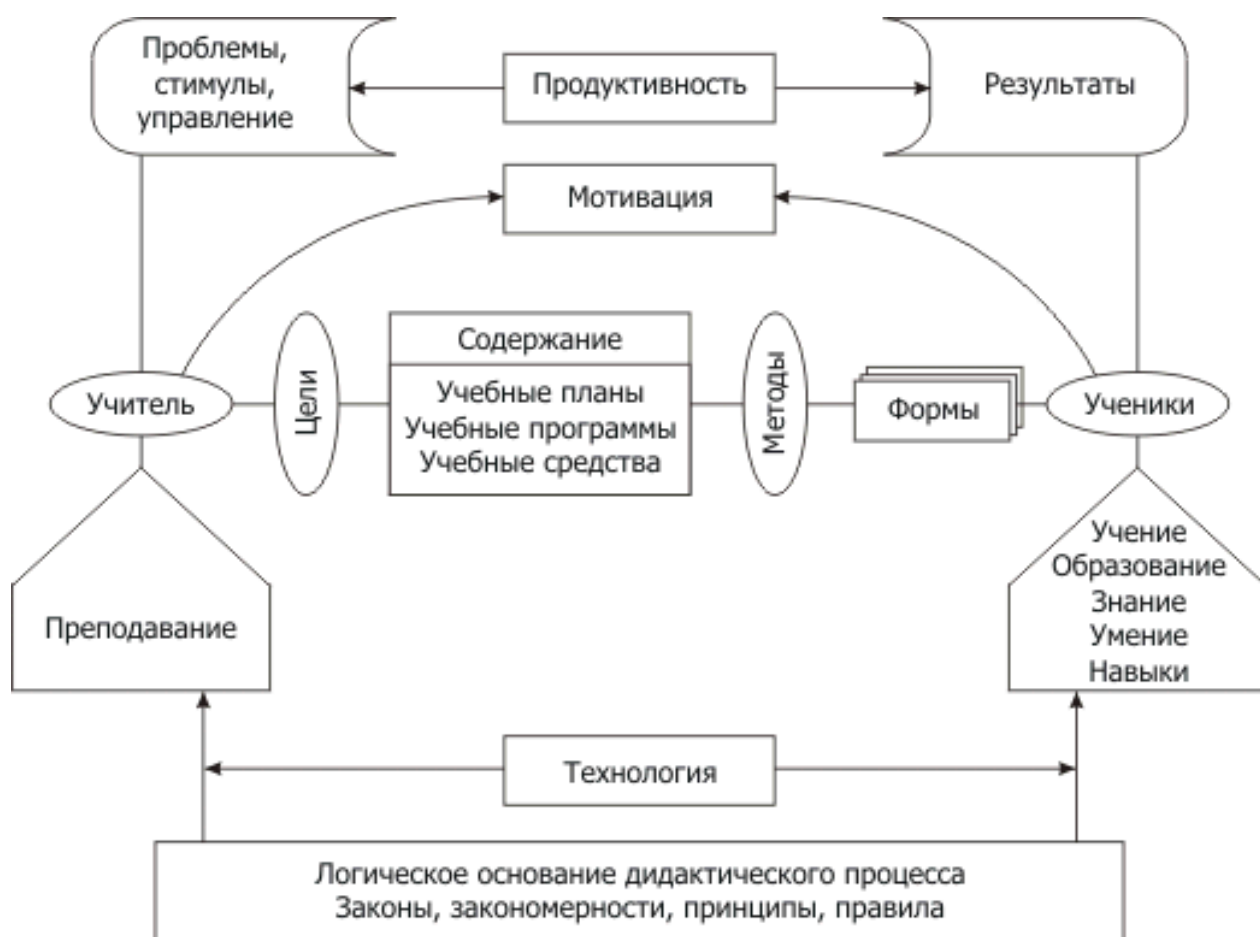 Проблемы,
стимулы,
управление
Продуктивность
Результаты
Мотивация
Учитель
Цели
Содержание
Учебные планы
Учебные программы
Учебные средства
Методы
Формы
Ученики
Преподавание
Учение
Образование
Знание
Умение
Навыки
Технология
Логическое основание дидактического процесса
Законы, закономерности, принципы, правила